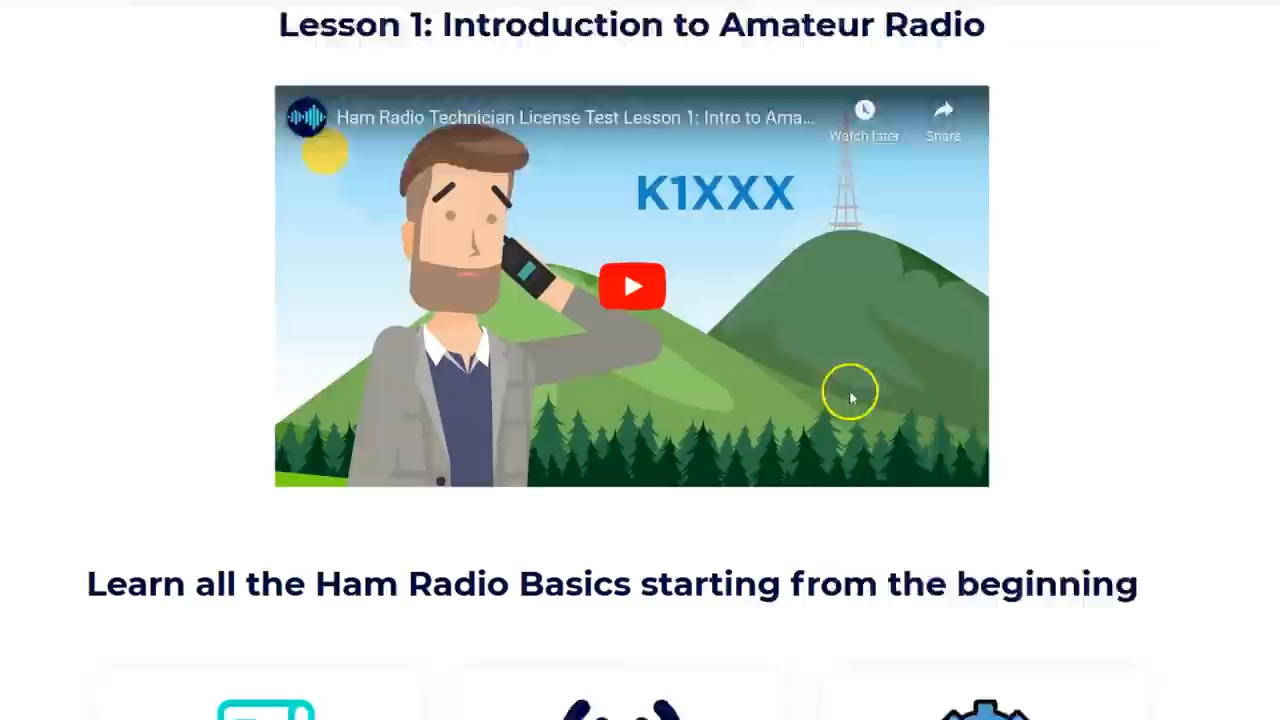 Lesson 1: Introduction to Amateur Radio
Ham Radio Technician License Test Lesson 1: Intro to Ama...
Watch later
Share
K1XXX
Learn all the Ham Radio Basics starting from the beginning